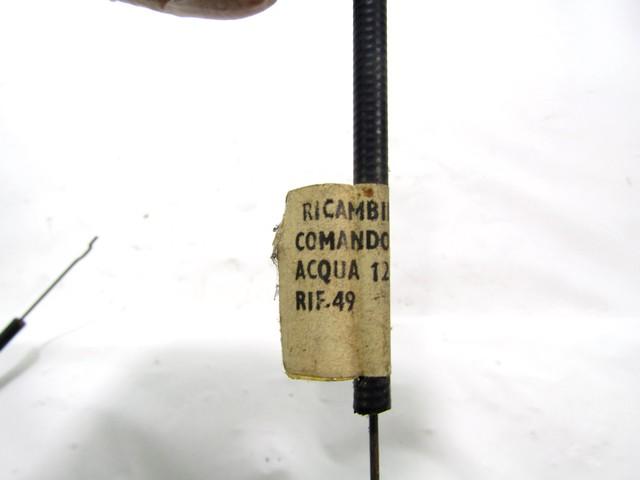 RICAMBI
COMANDO
ACQUA 12
RIF.49